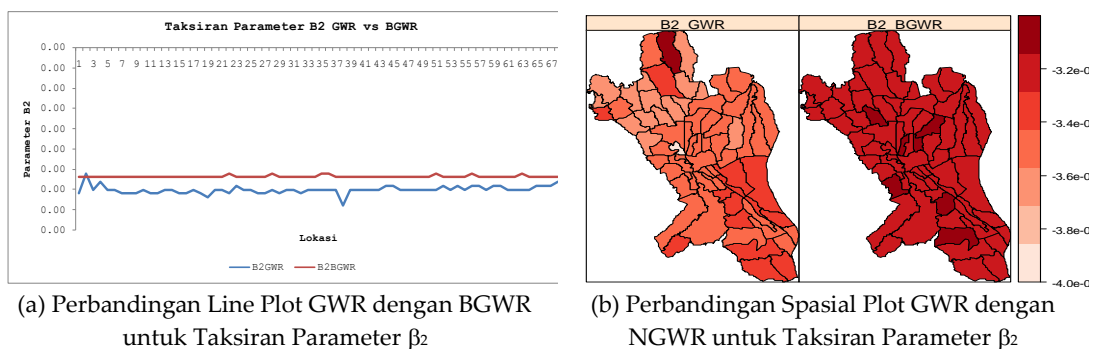 Taksiran Parameter B2 GWR vs BGWR
0.00
1 3 5 7 9 11 13 15 17 19 21 23 25 27 29 31 33 35 37 39 41 43 45 47 49 51 53 55 57 59 61 63 65 67
0.00
0.00
0.00
0.00
0.00
0.00
0.00
0.00
0.00
Parameter B2
Lokasi
B2GWR B2BGWR
B2_GWR B2_BGWR
-3.2e-0
-3.4e-0
-3.6e-0
-3.8e-0
-4.0e-0
(a) Perbandingan Line Plot GWR dengan BGWR
untuk Taksiran Parameter β2
(b) Perbandingan Spasial Plot GWR dengan
NGWR untuk Taksiran Parameter β2